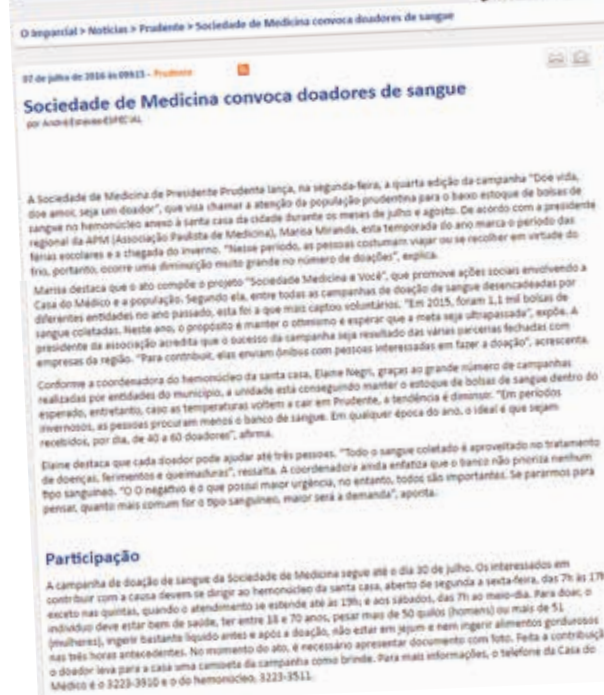 O Imparcial > Notícias > Prudente > Sociedade de Medicina convoca doadores de sangue
07 de julho de 2016 às 09h15 - Prudente
Sociedade de Medicina convoca doadores de sangue
por André Esteves-ESPECIAL
A Sociedade de Medicina de Presidente Prudente lança, na segunda-feira, a quarta edição da campanha "Doe vida,
doe amor, seja um doador", que visa chamar a atenção da população prudentina para o baixo estoque de bolsas de
sangue no hemonúcleo anexo à santa casa da cidade durante os meses de julho e agosto. De acordo com a presidente
regional da APM (Associação Paulista de Medicina), Marisa Miranda, esta temporada do ano marca o período das
férias escolares e a chegada do inverno. "Nesse período, as pessoas costumam viajar ou se recolher em virtude do
frio, portanto, ocorre uma diminuição muito grande no número de doações", explica.
Marisa destaca que o ato compõe o projeto "Sociedade Medicina e Você", que promove ações sociais envolvendo a
Casa do Médico e a população. Segundo ela, entre todas as campanhas de doação de sangue desencadeadas por
diferentes entidades no ano passado, esta foi a que mais captou voluntários. "Em 2015, foram 1,1 mil bolsas de
sangue coletadas. Neste ano, o propósito é manter o otimismo e esperar que a meta seja ultrapassada", expõe. A
presidente da associação acredita que o sucesso da campanha seja resultado das várias parcerias fechadas com
empresas da região. "Para contribuir, elas enviam ônibus com pessoas interessadas em fazer a doação", acrescenta.
Conforme a coordenadora do hemonúcleo da santa casa, Elaine Negri, graças ao grande número de campanhas
realizadas por entidades do município, a unidade está conseguindo manter o estoque de bolsas de sangue dentro do
esperado, entretanto, caso as temperaturas voltem a cair em Prudente, a tendência é diminuir. "Em períodos
invernosos, as pessoas procuram menos o banco de sangue. Em qualquer época do ano, o ideal é que sejam
recebidos, por dia, de 40 a 60 doadores", afirma.
Elaine destaca que cada doador pode ajudar até três pessoas. "Todo o sangue coletado é aproveitado no tratamento
de doenças, ferimentos e queimaduras", ressalta. A coordenadora ainda enfatiza que o banco não prioriza nenhum
tipo sanguíneo. "O O negativo é o que possui maior urgência, no entanto, todos são importantes. Se pararmos para
pensar, quanto mais comum for o tipo sanguíneo, maior será a demanda", aponta.
Participação
A campanha de doação de sangue da Sociedade de Medicina segue até o dia 30 de julho. Os interessados em
contribuir com a causa devem se dirigir ao hemonúcleo da santa casa, aberto de segunda a sexta-feira, das 7h às 17h,
exceto nas quintas, quando o atendimento se estende até às 19h; e aos sábados, das 7h ao meio-dia. Para doar, o
indivíduo deve estar bem de saúde, ter entre 18 e 70 anos, pesar mais de 50 quilos (homens) ou mais de 51
(mulheres), ingerir bastante líquido antes e após a doação, não estar em jejum e nem ingerir alimentos gordurosos
nas três horas antecedentes. No momento do ato, é necessário apresentar documento com foto. Feita a contribuição,
o doador leva para a casa uma camiseta da campanha como brinde. Para mais informações, o telefone da Casa do
Médico é o 3223-3910 e o do hemonúcleo, 3223-3511.